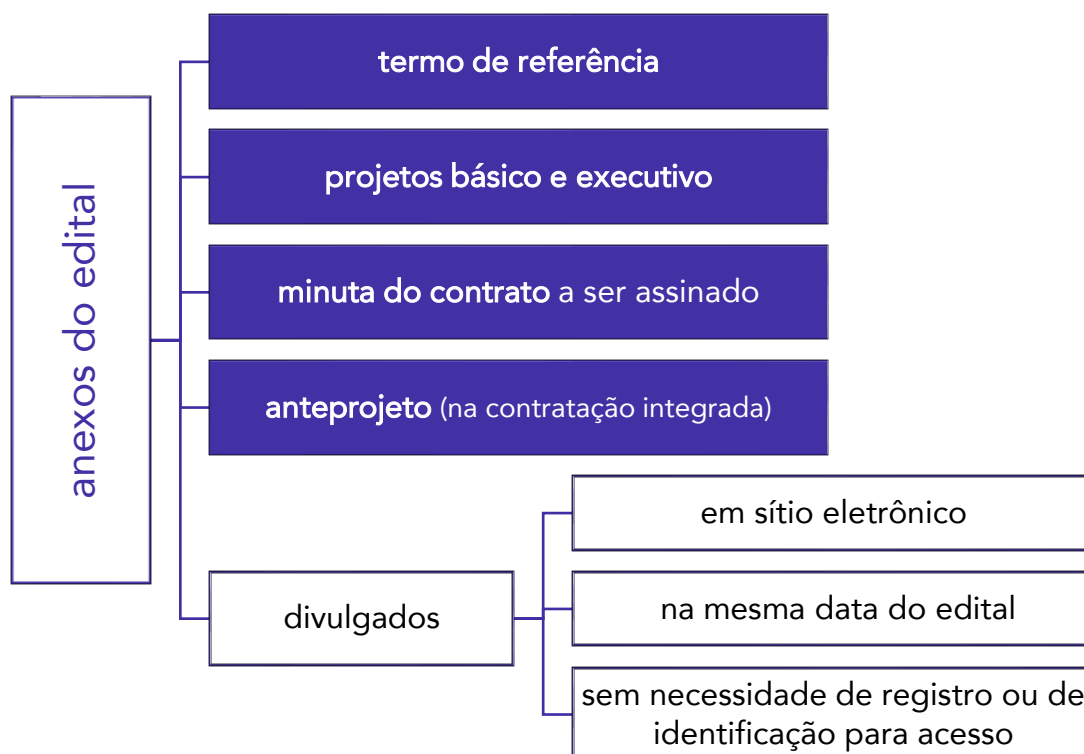 anexos do edital
termo de referência
projetos básico e executivo
minuta do contrato a ser assinado
anteprojeto (na contratação integrada)
divulgados
em sítio eletrônico
na mesma data do edital
sem necessidade de registro ou de
identificação para acesso